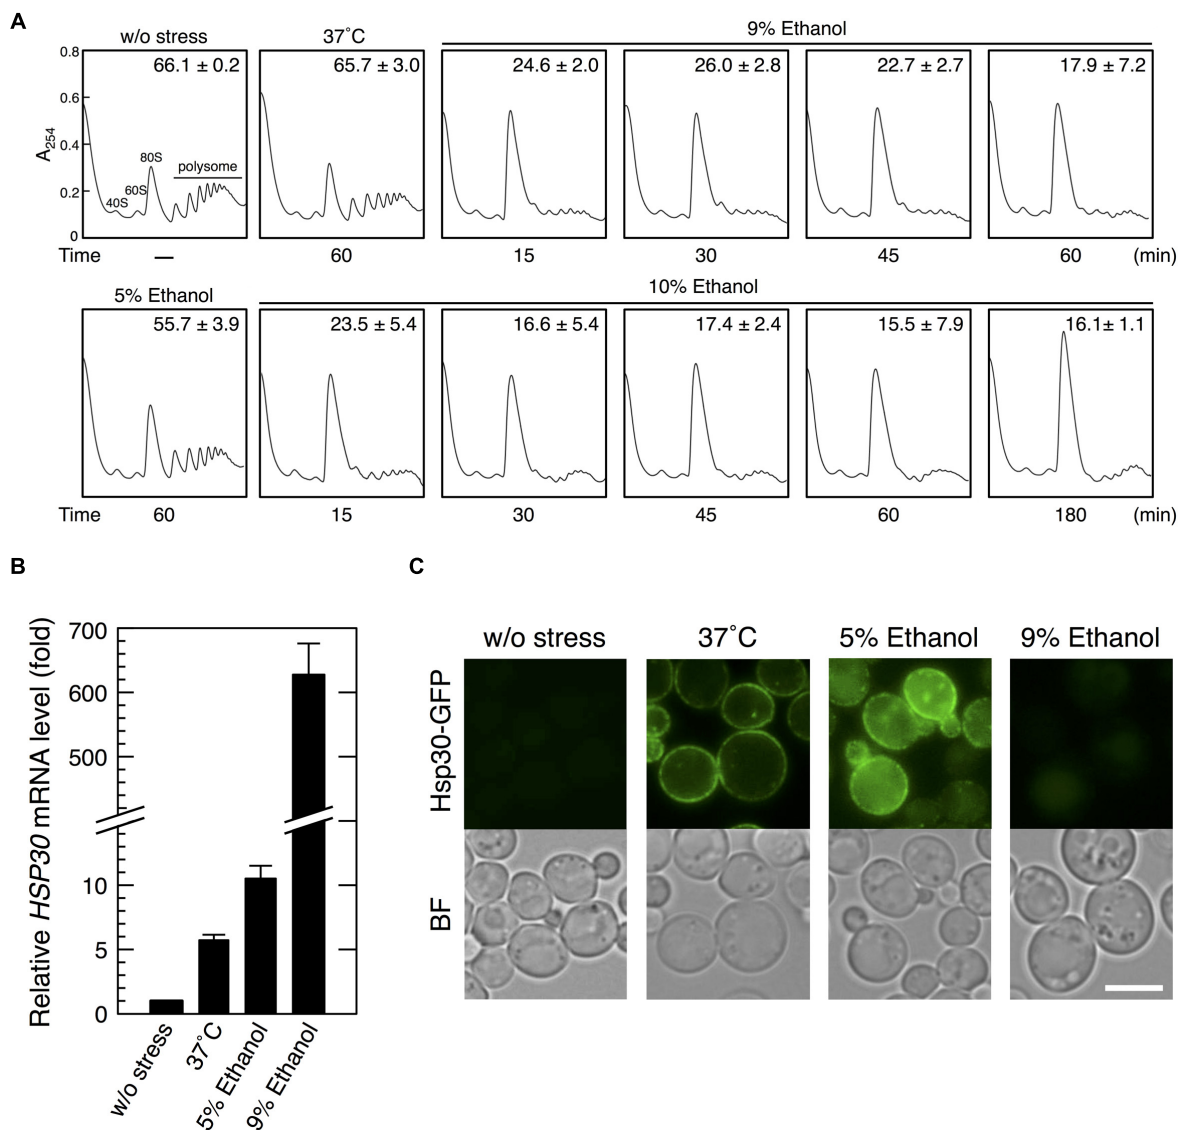 A
w/o stress 37˚C 9% Ethanol
0.8 66.1 ± 0.2 65.7 ± 3.0 24.6 ± 2.0 26.0 ± 2.8 22.7 ± 2.7 17.9 ± 7.2
0.6
0.4
A254
0.2
0
40S 60S 80S polysome
Time — 60 15 30 45 60 (min)
5% Ethanol 10% Ethanol
55.7 ± 3.9 23.5 ± 5.4 16.6 ± 5.4 17.4 ± 2.4 15.5 ± 7.9 16.1± 1.1
Time 60 15 30 45 60 180 (min)
B
Relative HSP30 mRNA level (fold)
700
600
500
10
5
0
w/o stress
37˚C
5% Ethanol
9% Ethanol
C
w/o stress 37˚C 5% Ethanol 9% Ethanol
Hsp30-GFP
BF